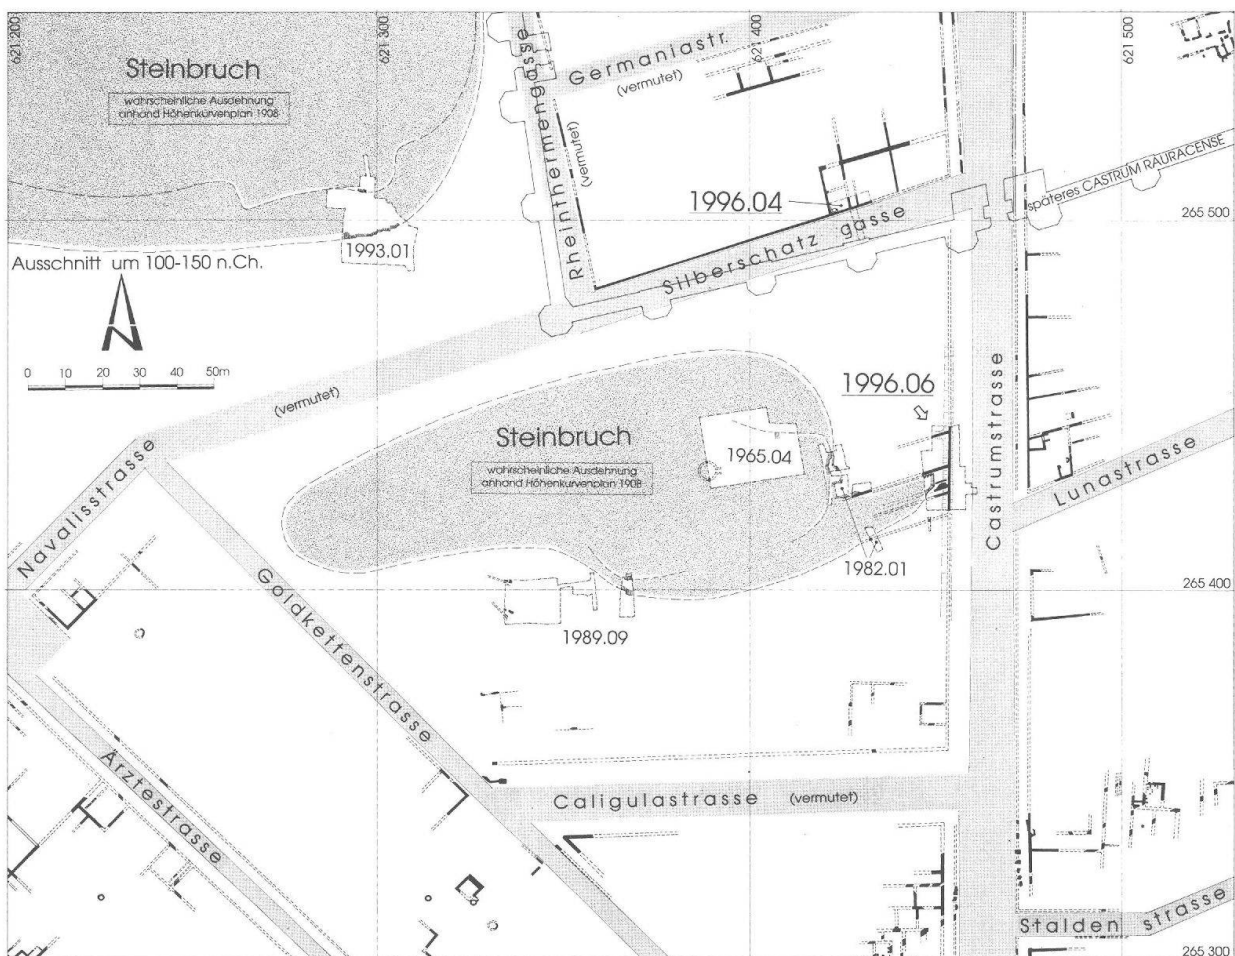 621 200
621 300
621 400
621 500
Steinbruch
wahrscheinliche Ausdehnung
anhand Höhenkurvenplan 1908
Rheinthermengasse
(vermutet)
Germaniastr.
(vermutet)
1996.04
Silberschatz gasse
späteres CASTRUM RAURACENSE
265 500
1993.01
Ausschnitt um 100-150 n.Ch.
N
0 10 20 30 40 50m
(vermutet)
1996.06
Steinbruch
wahrscheinliche Ausdehnung
anhand Höhenkurvenplan 1908
1965.04
Castrumstrasse
Lunastrasse
Navalisstrasse
1982.01
265 400
Goldkettenstrasse
1989.09
Ärztestrasse
Caligulastrasse (vermutet)
Stalden strasse
265 300